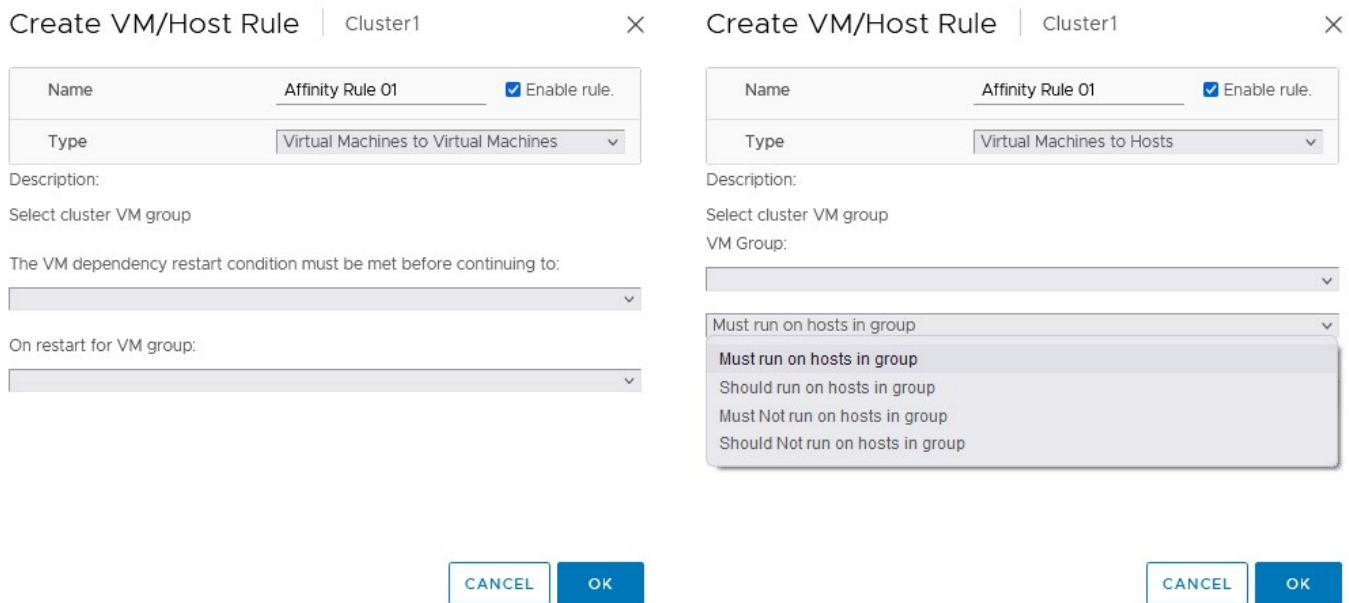 Create VM/Host Rule Cluster1
Name Affinity Rule 01 Enable rule.
Type Virtual Machines to Virtual Machines
Description:
Select cluster VM group
The VM dependency restart condition must be met before continuing to:
On restart for VM group:
CANCEL OK
Create VM/Host Rule Cluster1
Name Affinity Rule 01 Enable rule.
Type Virtual Machines to Hosts
Description:
Select cluster VM group
VM Group:
Must run on hosts in group
Must run on hosts in group
Should run on hosts in group
Must Not run on hosts in group
Should Not run on hosts in group
CANCEL OK